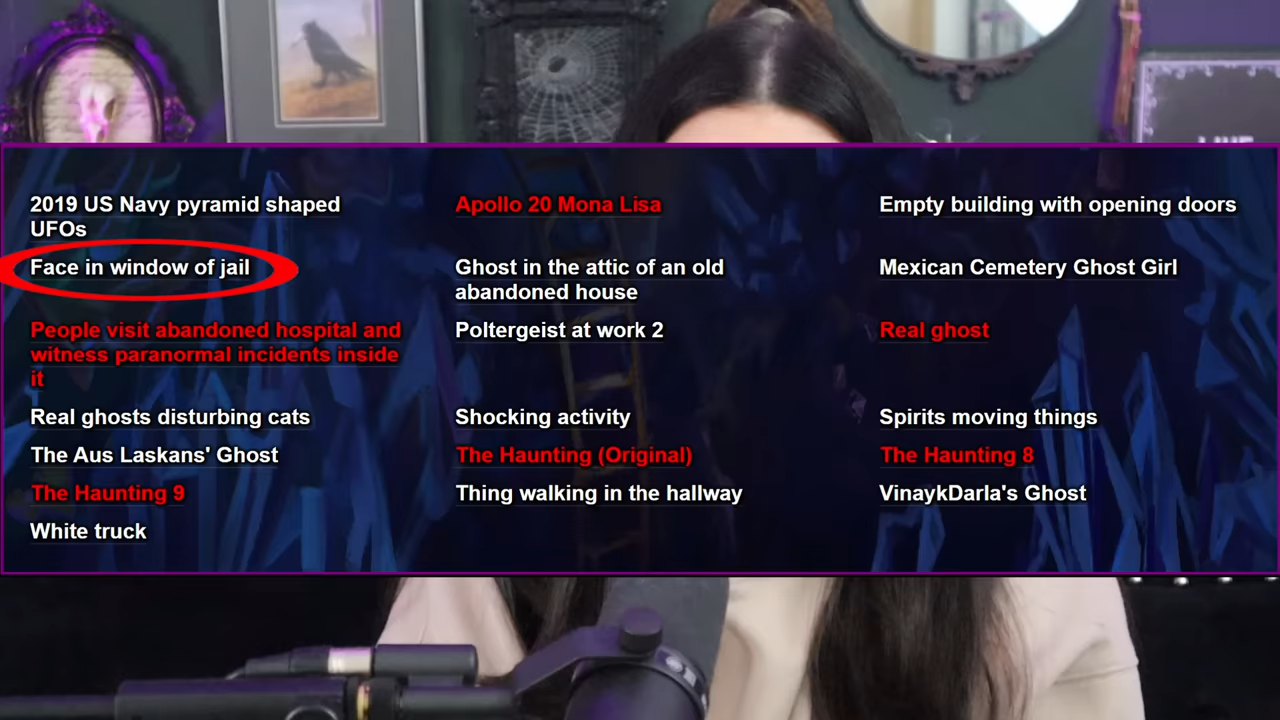 2019 US Navy pyramid shaped
UFOs
Apollo 20 Mona Lisa
Empty building with opening doors
Face in window of jail
Ghost in the attic of an old
abandoned house
Mexican Cemetery Ghost Girl
People visit abandoned hospital and
witness paranormal incidents inside
it
Poltergeist at work 2
Real ghost
Real ghosts disturbing cats
Shocking activity
Spirits moving things
The Aus Laskans' Ghost
The Haunting (Original)
The Haunting 8
The Haunting 9
Thing walking in the hallway
VinaykDarla's Ghost
White truck